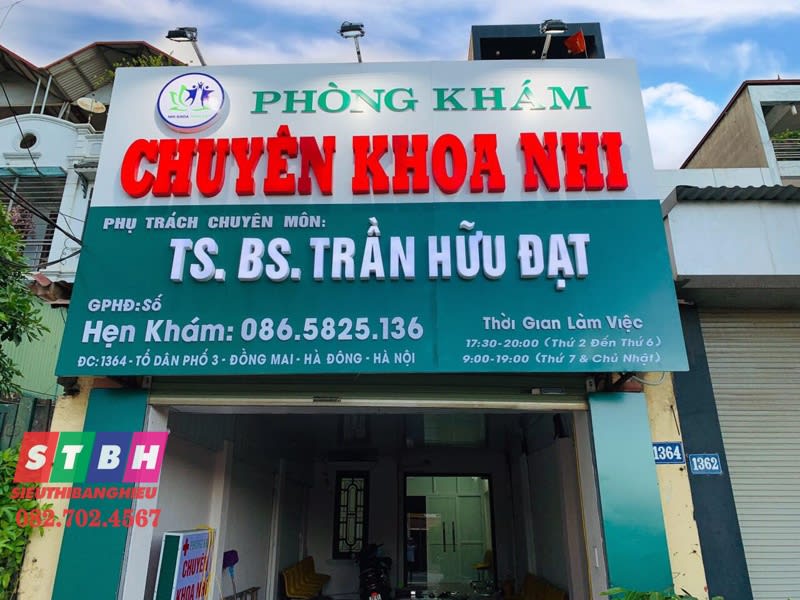 PHÒNG KHÁM
CHUYÊN KHOA NHI
PHỤ TRÁCH CHUYÊN MÔN:
TS. BS. TRẦN HỮU ĐẠT
GPHĐ:Số
Hẹn Khám: 086.5825.136
ĐC:1364 - TỔ DÂN PHỐ 3 - ĐỒNG MAI - HÀ ĐÔNG - HÀ NỘI
Thời Gian Làm Việc
17:30-20:00 (Thứ 2 Đến Thứ 6)
9:00-19:00 (Thứ 7 & Chủ Nhật)
1364
1362
STBH
SIEUTHIBANGHIEU
082.702.4567
CHUYÊN
KHOA NHI